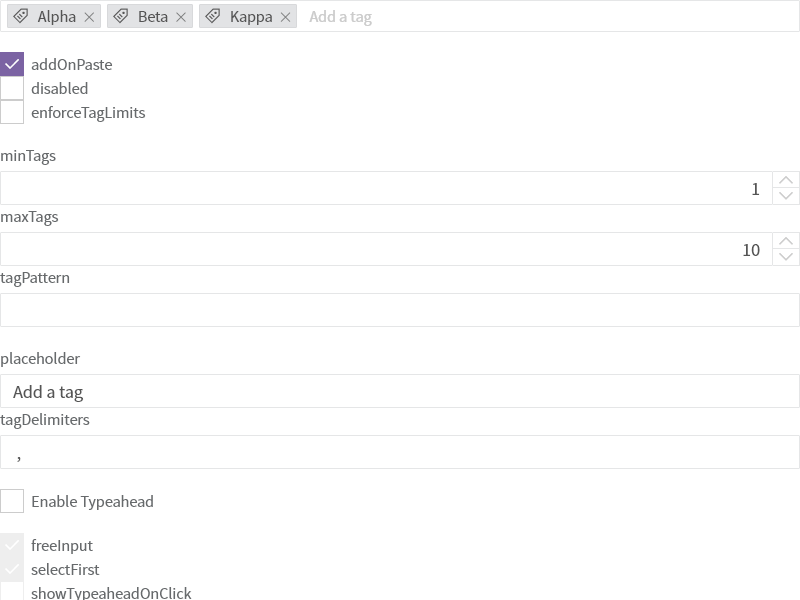 Alpha Beta Kappa Add a tag
addOnPaste
disabled
enforceTagLimits
minTags
1
maxTags
10
tagPattern
placeholder
Add a tag
tagDelimiters
,
Enable Typeahead
freeInput
selectFirst
showTypeaheadOnClick